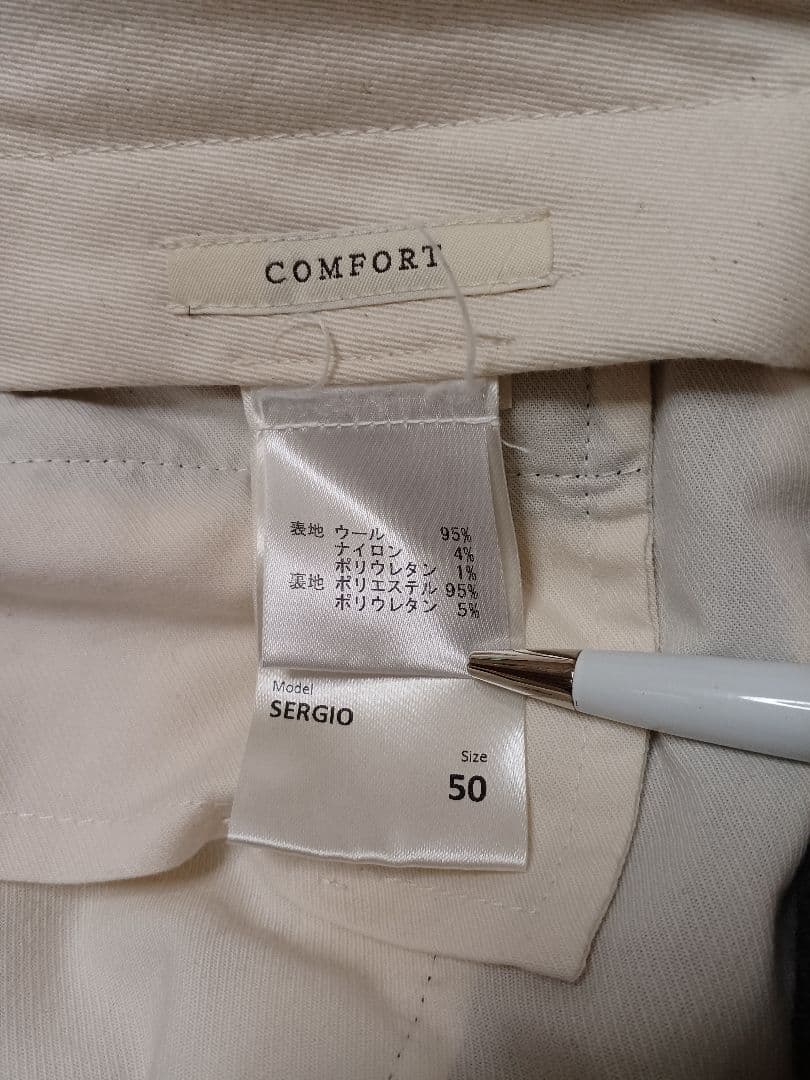 COMFORT
表地 ウール 95%
ナイロン 4%
ポリウレタン 1%
裏地 ポリエステル 95%
ポリウレタン 5%
Model
SERGIO
Size
50